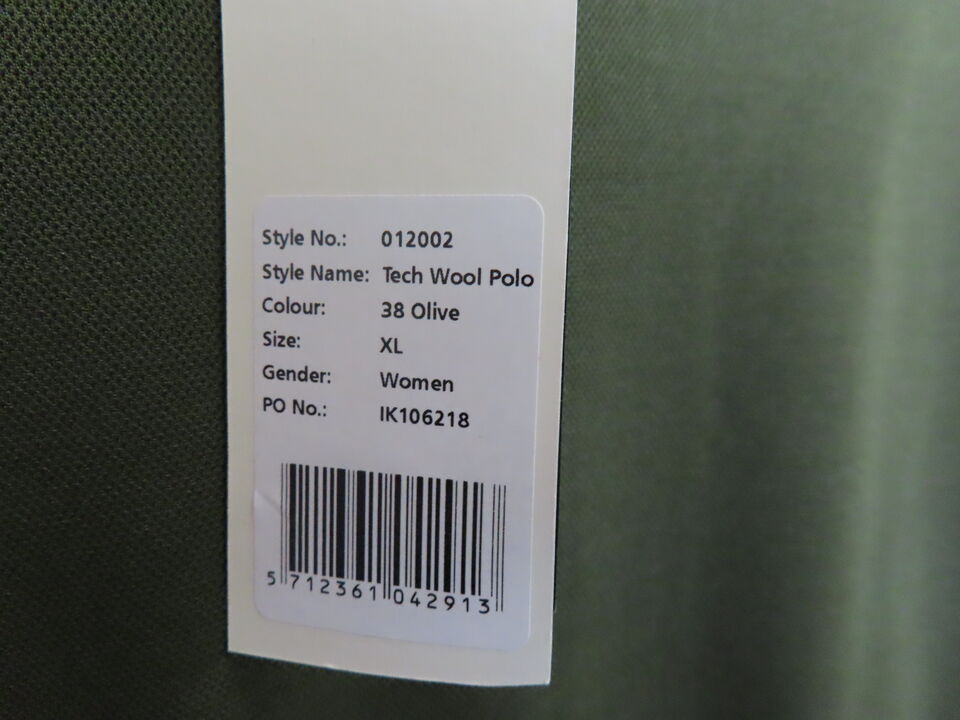 Style No.: 012002
Style Name: Tech Wool Polo
Colour: 38 Olive
Size: XL
Gender: Women
PO No.: IK106218
5 712361 042913